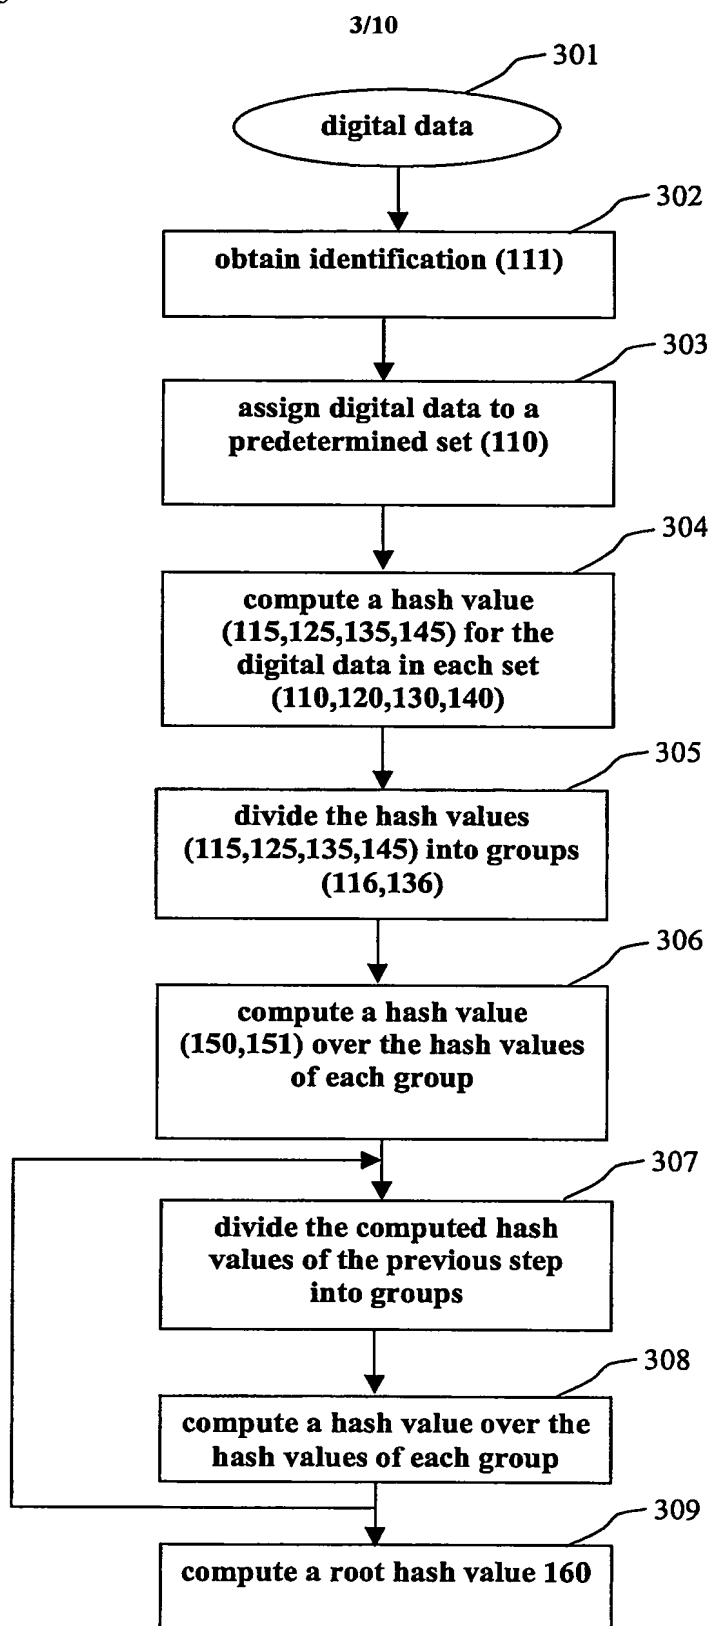 3/10
301
digital data
302
obtain identification (111)
303
assign digital data to a
predetermined set (110)
304
compute a hash value
(115,125,135,145) for the
digital data in each set
(110,120,130,140)
305
divide the hash values
(115,125,135,145) into groups
(116,136)
306
compute a hash value
(150,151) over the hash values
of each group
307
divide the computed hash
values of the previous step
into groups
308
compute a hash value over the
hash values of each group
309
compute a root hash value 160